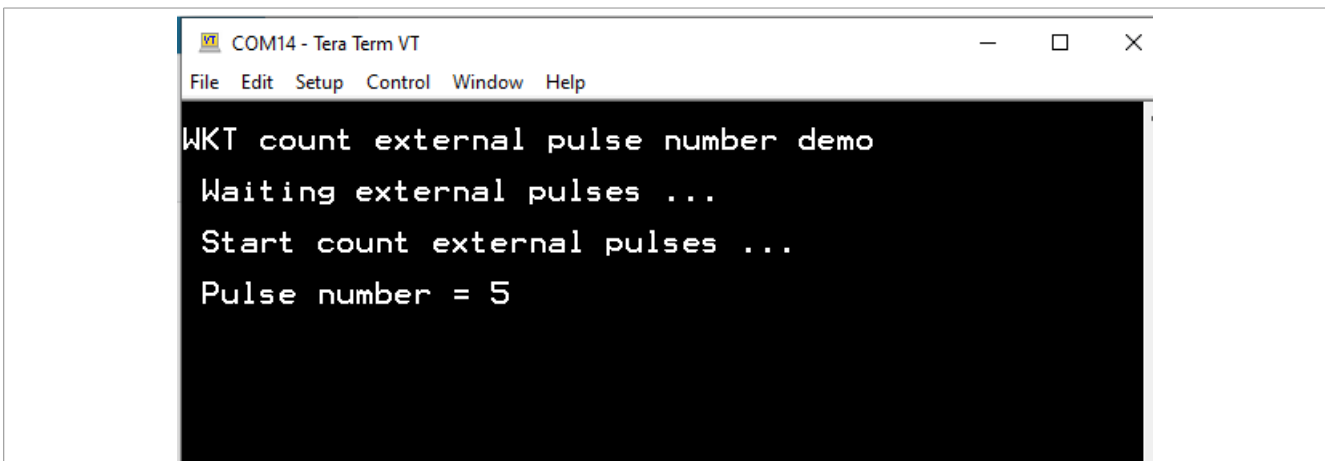 COM14 - Tera Term VT
File Edit Setup Control Window Help
WKT count external pulse number demo
Waiting external pulses ...
Start count external pulses ...
Pulse number = 5